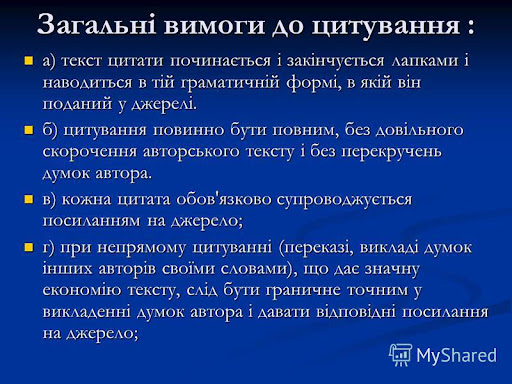 Загальні вимоги до цитування :
а) текст цитати починається і закінчується лапками і
наводиться в тій граматичній формі, в якій він
поданий у джерелі.
б) цитування повинно бути повним, без довільного
скорочення авторського тексту і без перекручень
думок автора.
в) кожна цитата обов'язково супроводжується
посиланням на джерело;
г) при непрямому цитуванні (переказі, викладі думок
інших авторів своїми словами), що дає значну
економію тексту, слід бути граничне точним у
викладенні думок автора і давати відповідні посилання
на джерело;
MyShared